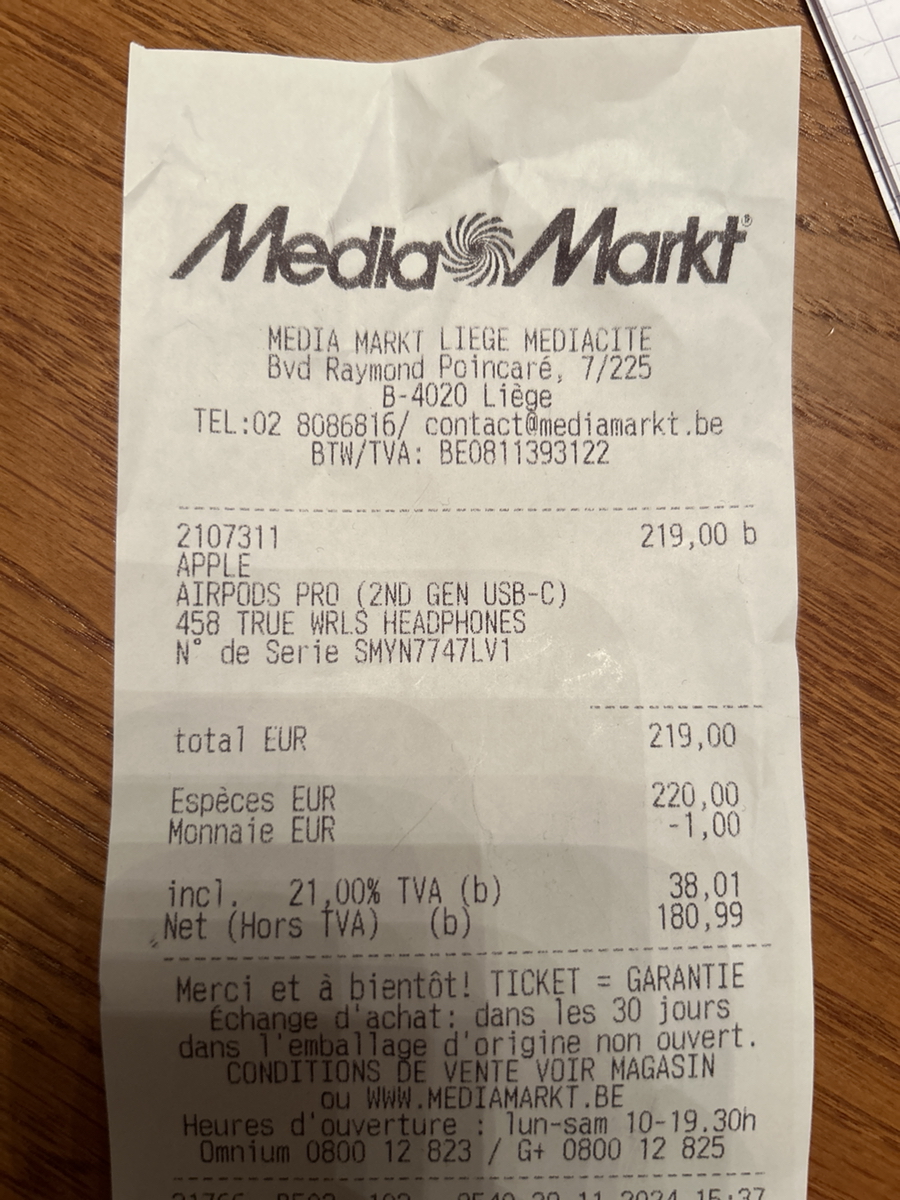 Media Markt®
MEDIA MARKT LIEGE MEDIACITE
Bvd Raymond Poincaré, 7/225
B-4020 Liège
TEL:02 8086816/ contact@mediamarkt.be
BTW/TVA: BE0811393122
2107311 219,00 b
APPLE
AIRPODS PRO (2ND GEN USB-C)
458 TRUE WRLS HEADPHONES
N° de Serie SMYN7747LV1
total EUR 219,00
Espèces EUR 220,00
Monnaie EUR -1,00
incl. 21,00% TVA (b) 38,01
Net (Hors TVA) (b) 180,99
Merci et à bientôt! TICKET = GARANTIE
Échange d'achat: dans les 30 jours
dans l'emballage d'origine non ouvert.
CONDITIONS DE VENTE VOIR MAGASIN
ou WWW.MEDIAMARKT.BE
Heures d'ouverture : lun-sam 10-19.30h
Omnium 0800 12 823 / G+ 0800 12 825